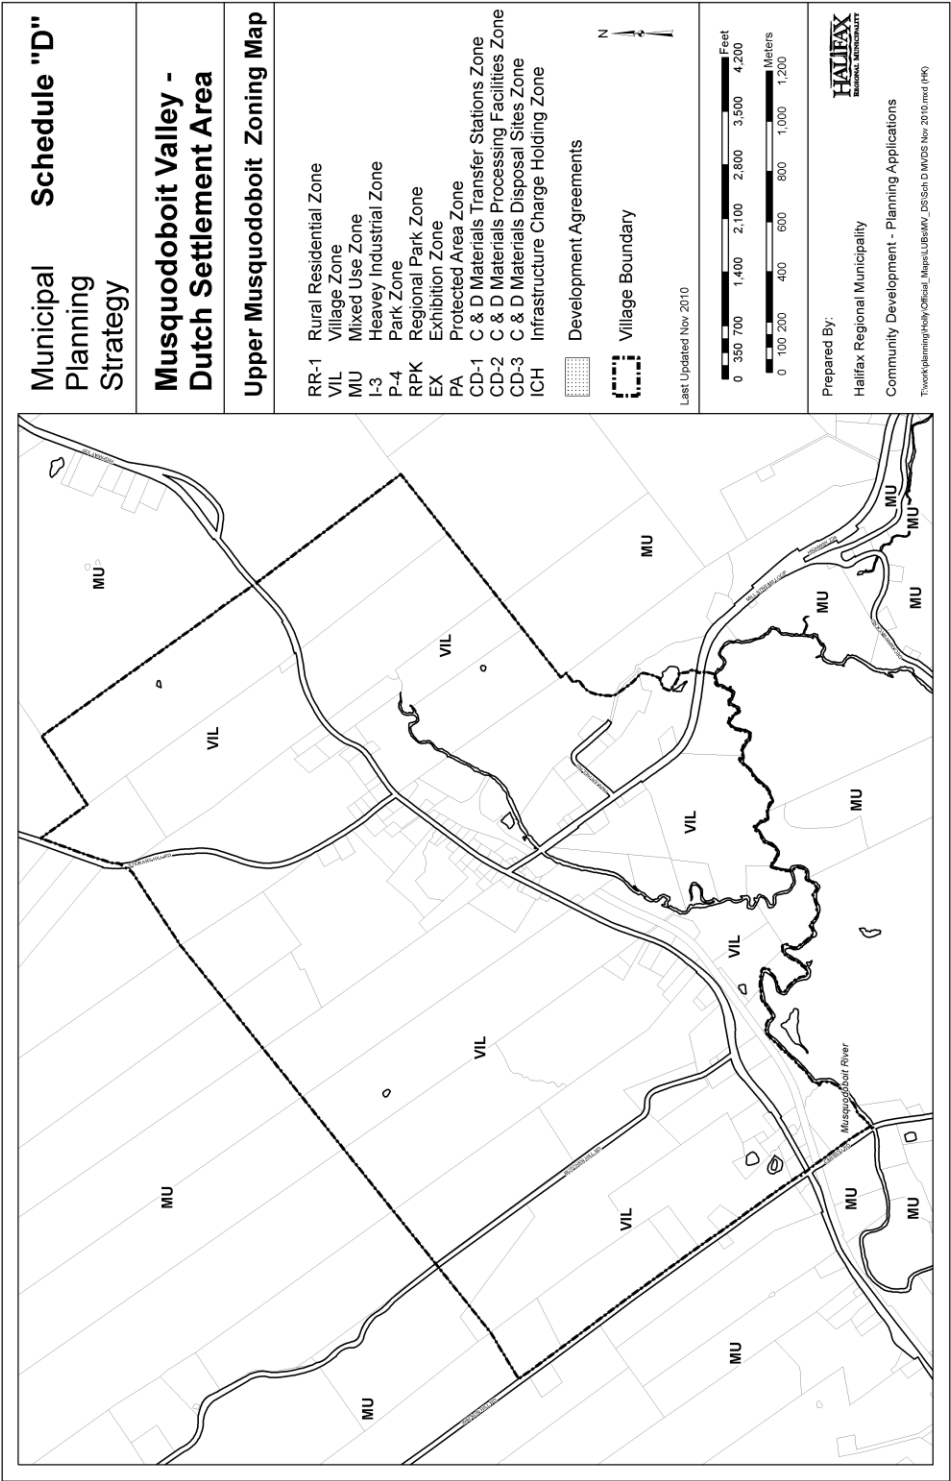 Municipal Schedule "D"
Planning
Strategy
Musquodoboit Valley -
Dutch Settlement Area
Upper Musquodoboit Zoning Map
RR-1 Rural Residential Zone
VIL Village Zone
MU Mixed Use Zone
I-3 Heavey Industrial Zone
P-4 Park Zone
RPK Regional Park Zone
EX Exhibition Zone
PA Protected Area Zone
CD-1 C & D Materials Transfer Stations Zone
CD-2 C & D Materials Processing Facilities Zone
CD-3 C & D Materials Disposal Sites Zone
ICH Infrastructure Charge Holding Zone
Development Agreements
Village Boundary
N
Last Updated Nov 2010
Feet
0 350 700 1,400 2,100 2,800 3,500 4,200
Meters
0 100 200 400 600 800 1,000 1,200
Prepared By:
HALIFAX
REGIONAL MUNICIPALITY
Halifax Regional Municipality
Community Development - Planning Applications
MU
MU
MU
VIL
VIL
VIL
VIL
VIL
VIL
MU
MU
MU
MU
MU
MU
MU
MU
MU
Musquodoboit River